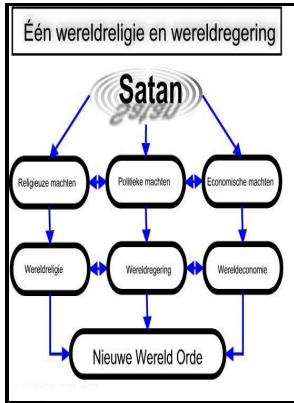 Één wereldreligie en wereldregering
Satan
Religieuze machten
Politieke machten
Economische machten
Wereldreligie
Wereldregering
Wereldeconomie
Nieuwe Wereld Orde